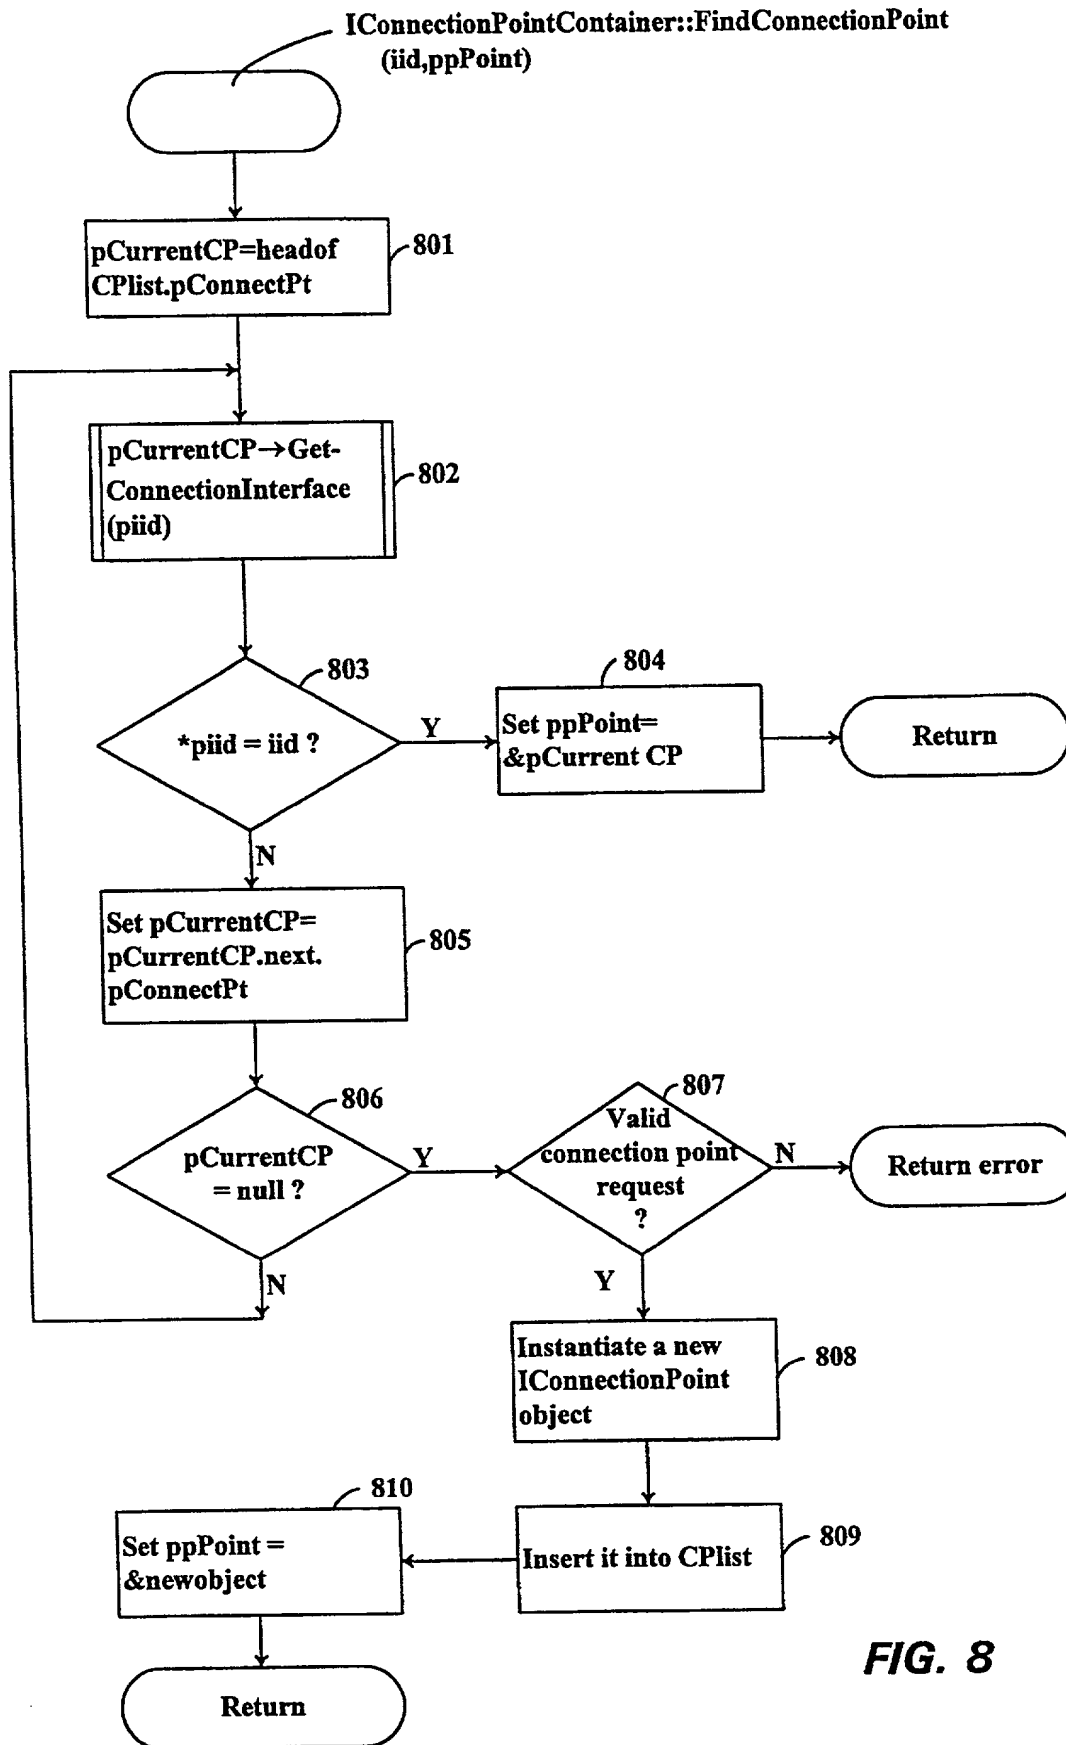 IConnectionPointContainer::FindConnectionPoint
(iid,ppPoint)
pCurrentCP=headof
CPlist.pConnectPt
801
pCurrentCP→Get-
ConnectionInterface
(piid)
802
803
*piid = iid ?
Y
804
Set ppPoint=
&pCurrent CP
Return
N
Set pCurrentCP=
pCurrentCP.next.
pConnectPt
805
806
pCurrentCP
= null ?
Y
807
Valid
connection point
request
?
N
Return error
N
Y
Instantiate a new
IConnectionPoint
object
808
810
Set ppPoint =
&newobject
Insert it into CPlist
809
Return
FIG. 8